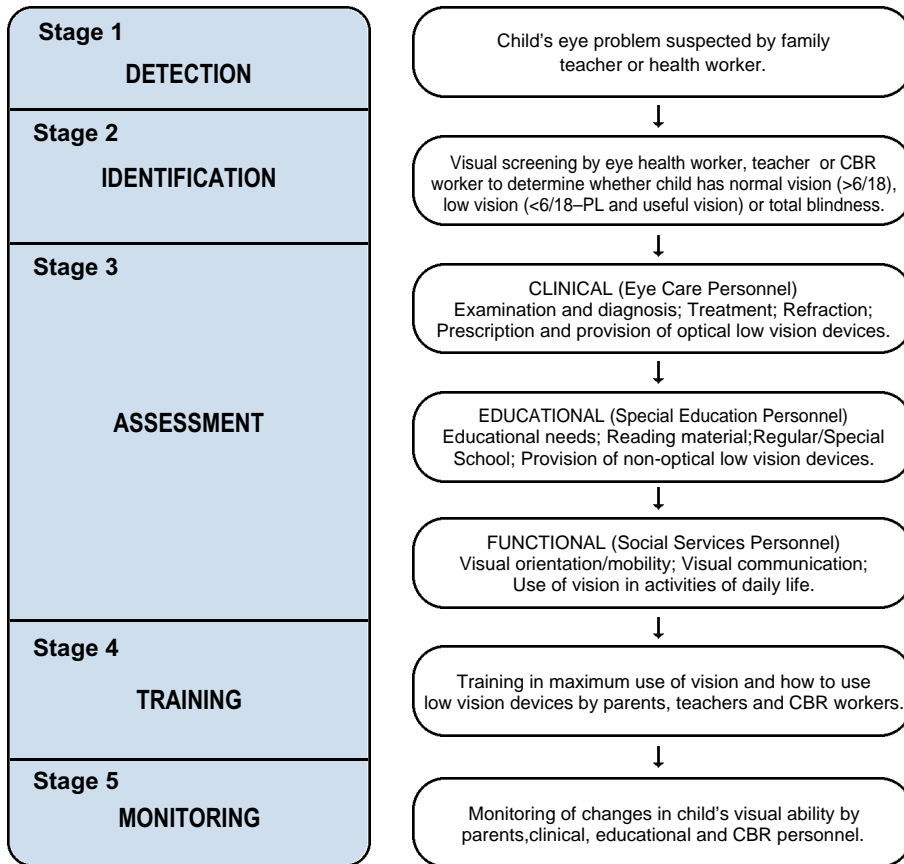 Stage 1
DETECTION
Child’s eye problem suspected by family
teacher or health worker.
Stage 2
IDENTIFICATION
Visual screening by eye health worker, teacher or CBR
worker to determine whether child has normal vision (>6/18),
low vision (<6/18–PL and useful vision) or total blindness.
Stage 3
ASSESSMENT
CLINICAL (Eye Care Personnel)
Examination and diagnosis; Treatment; Refraction;
Prescription and provision of optical low vision devices.
EDUCATIONAL (Special Education Personnel)
Educational needs; Reading material;Regular/Special
School; Provision of non-optical low vision devices.
FUNCTIONAL (Social Services Personnel)
Visual orientation/mobility; Visual communication;
Use of vision in activities of daily life.
Stage 4
TRAINING
Training in maximum use of vision and how to use
low vision devices by parents, teachers and CBR workers.
Stage 5
MONITORING
Monitoring of changes in child’s visual ability by
parents,clinical, educational and CBR personnel.